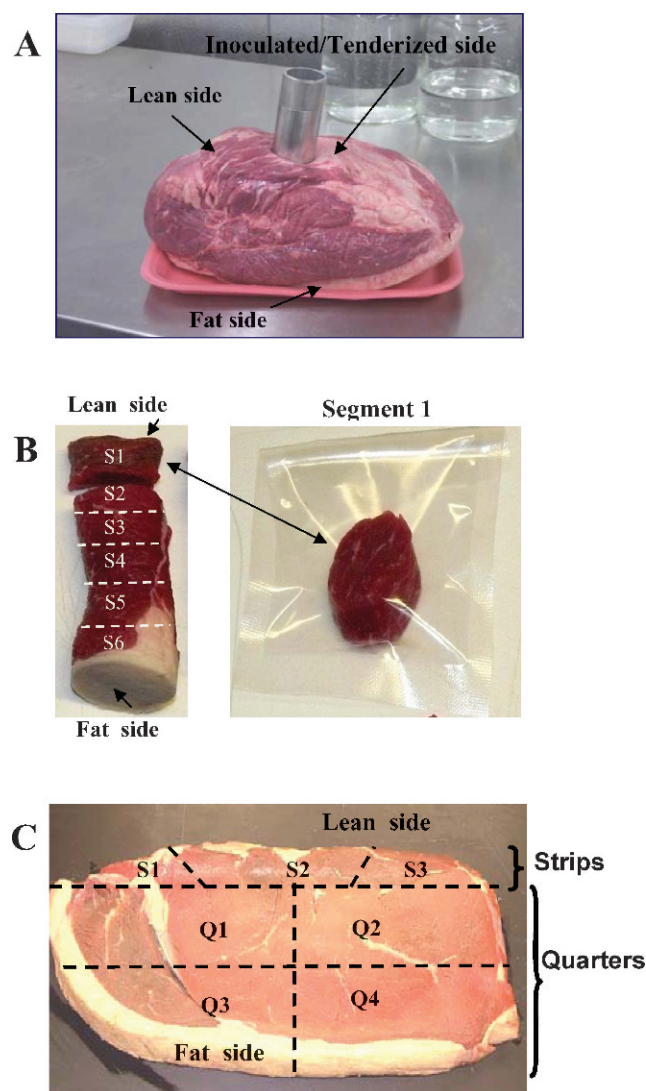 A
Inoculated/Tenderized side
Lean side
Fat side
B
Lean side
Segment 1
S1
S2
S3
S4
S5
S6
Fat side
C
Lean side
S1 S2 S3
Strips
Q1 Q2
Quarters
Q3 Q4
Fat side